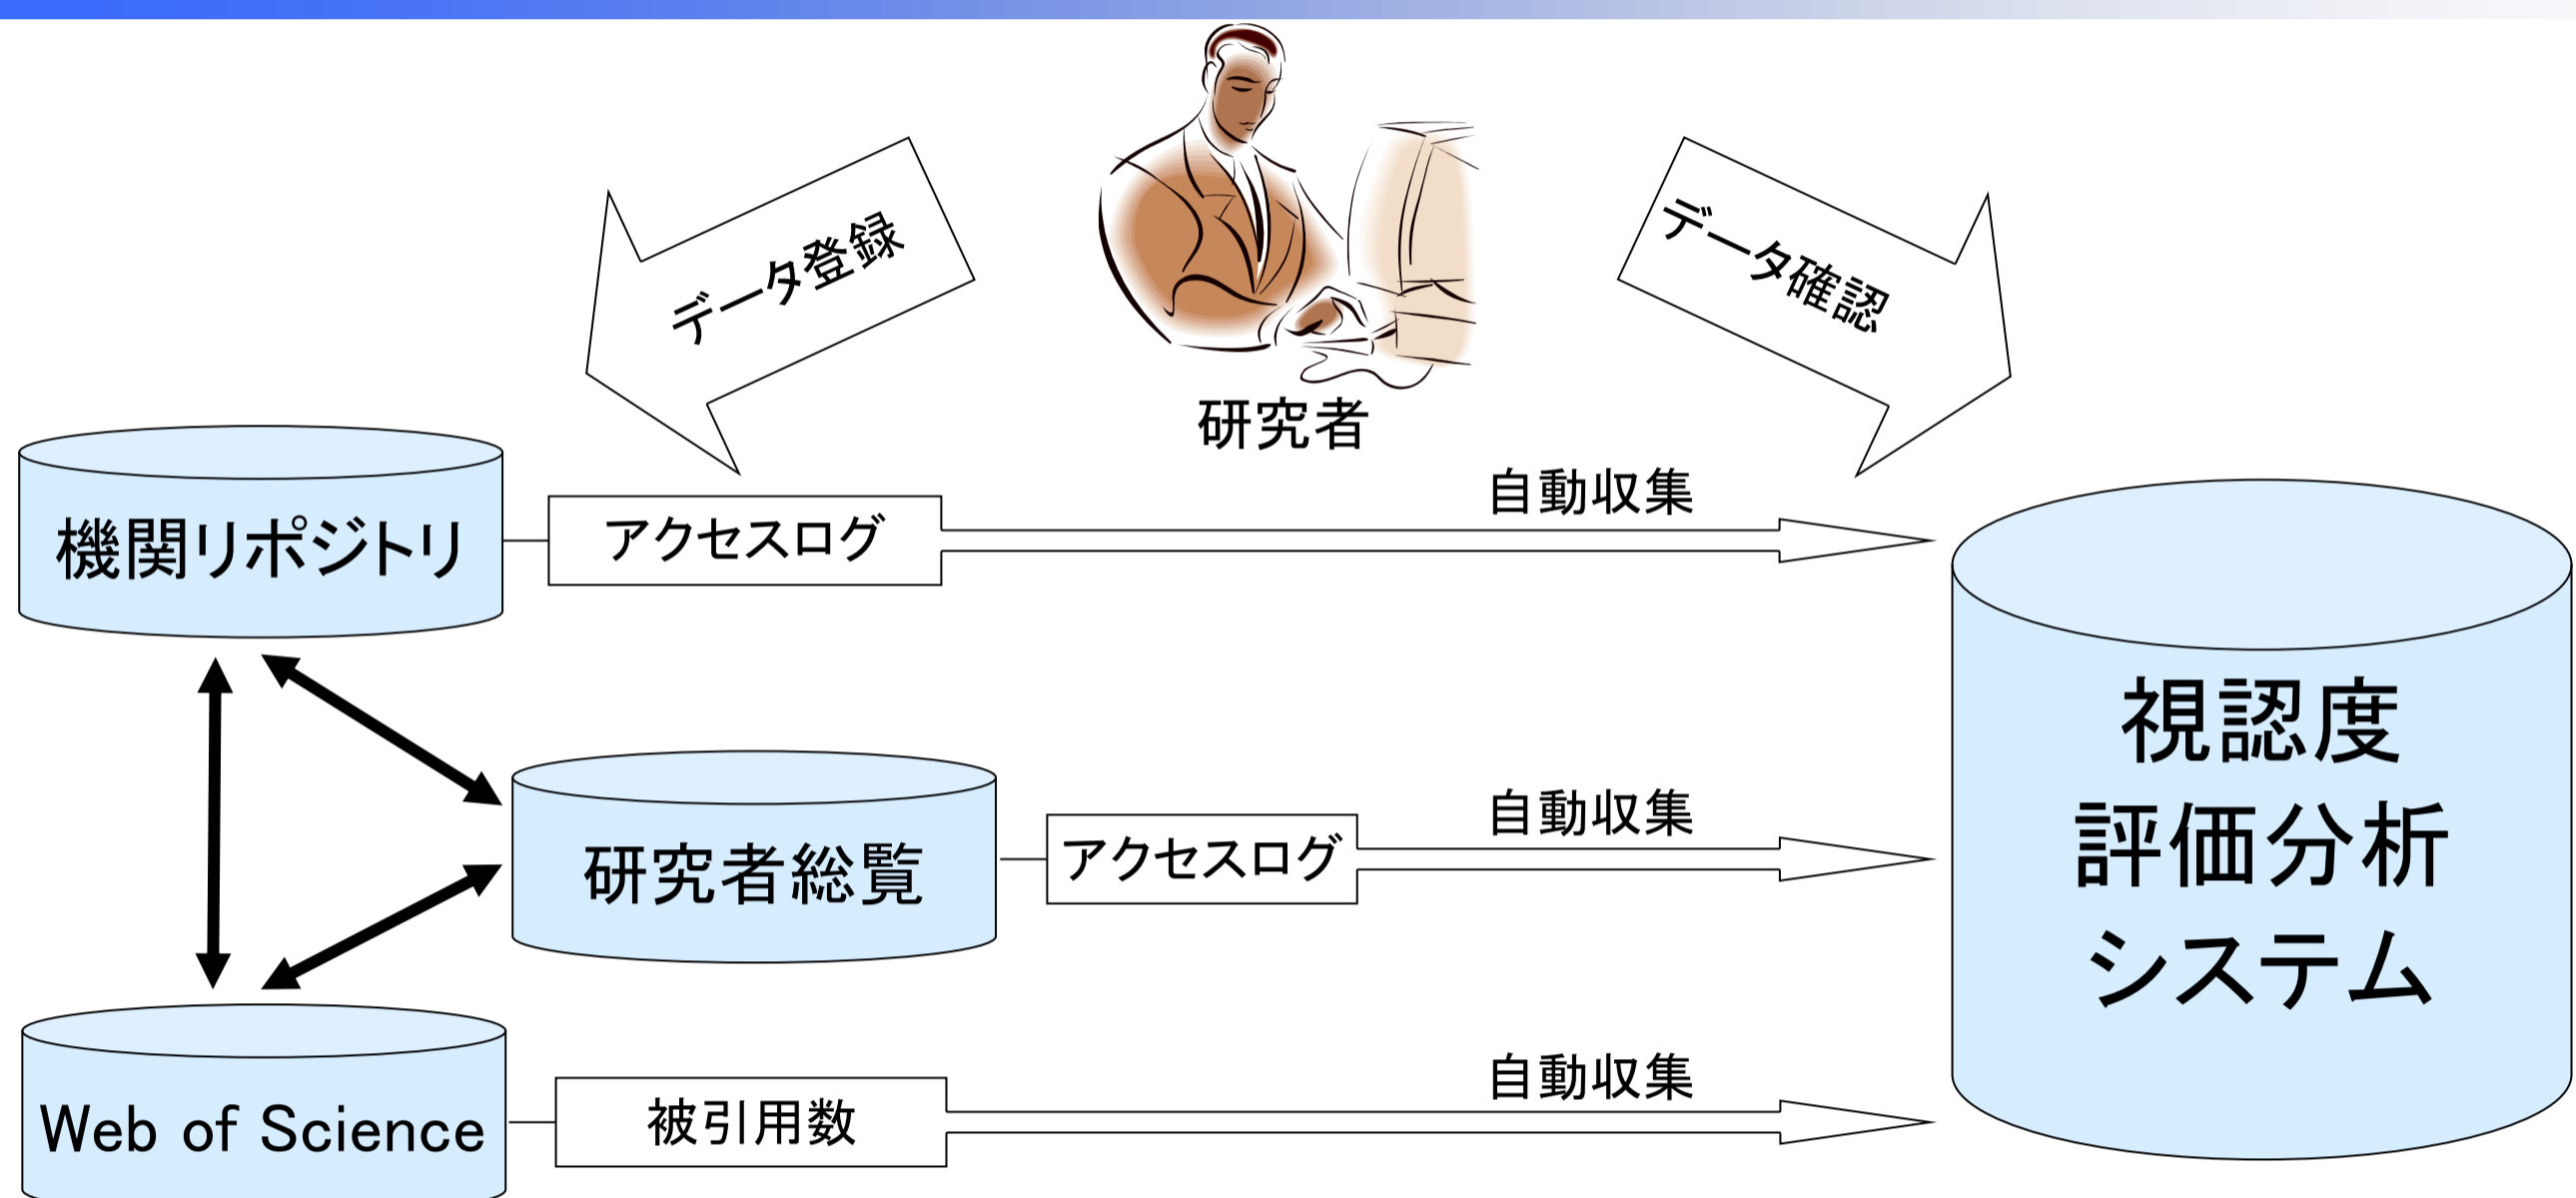 データ登録
データ確認
研究者
機関リポジトリ
アクセスログ
自動収集
研究者総覧
アクセスログ
自動収集
Web of Science
被引用数
自動収集
視認度
評価分析
システム